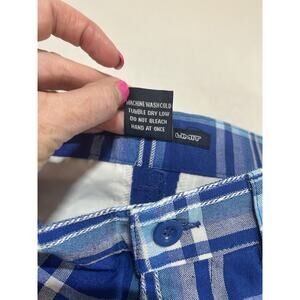 MACHINE WASH COLD
TUMBLE DRY LOW
DO NOT BLEACH
HAND AT ONCE